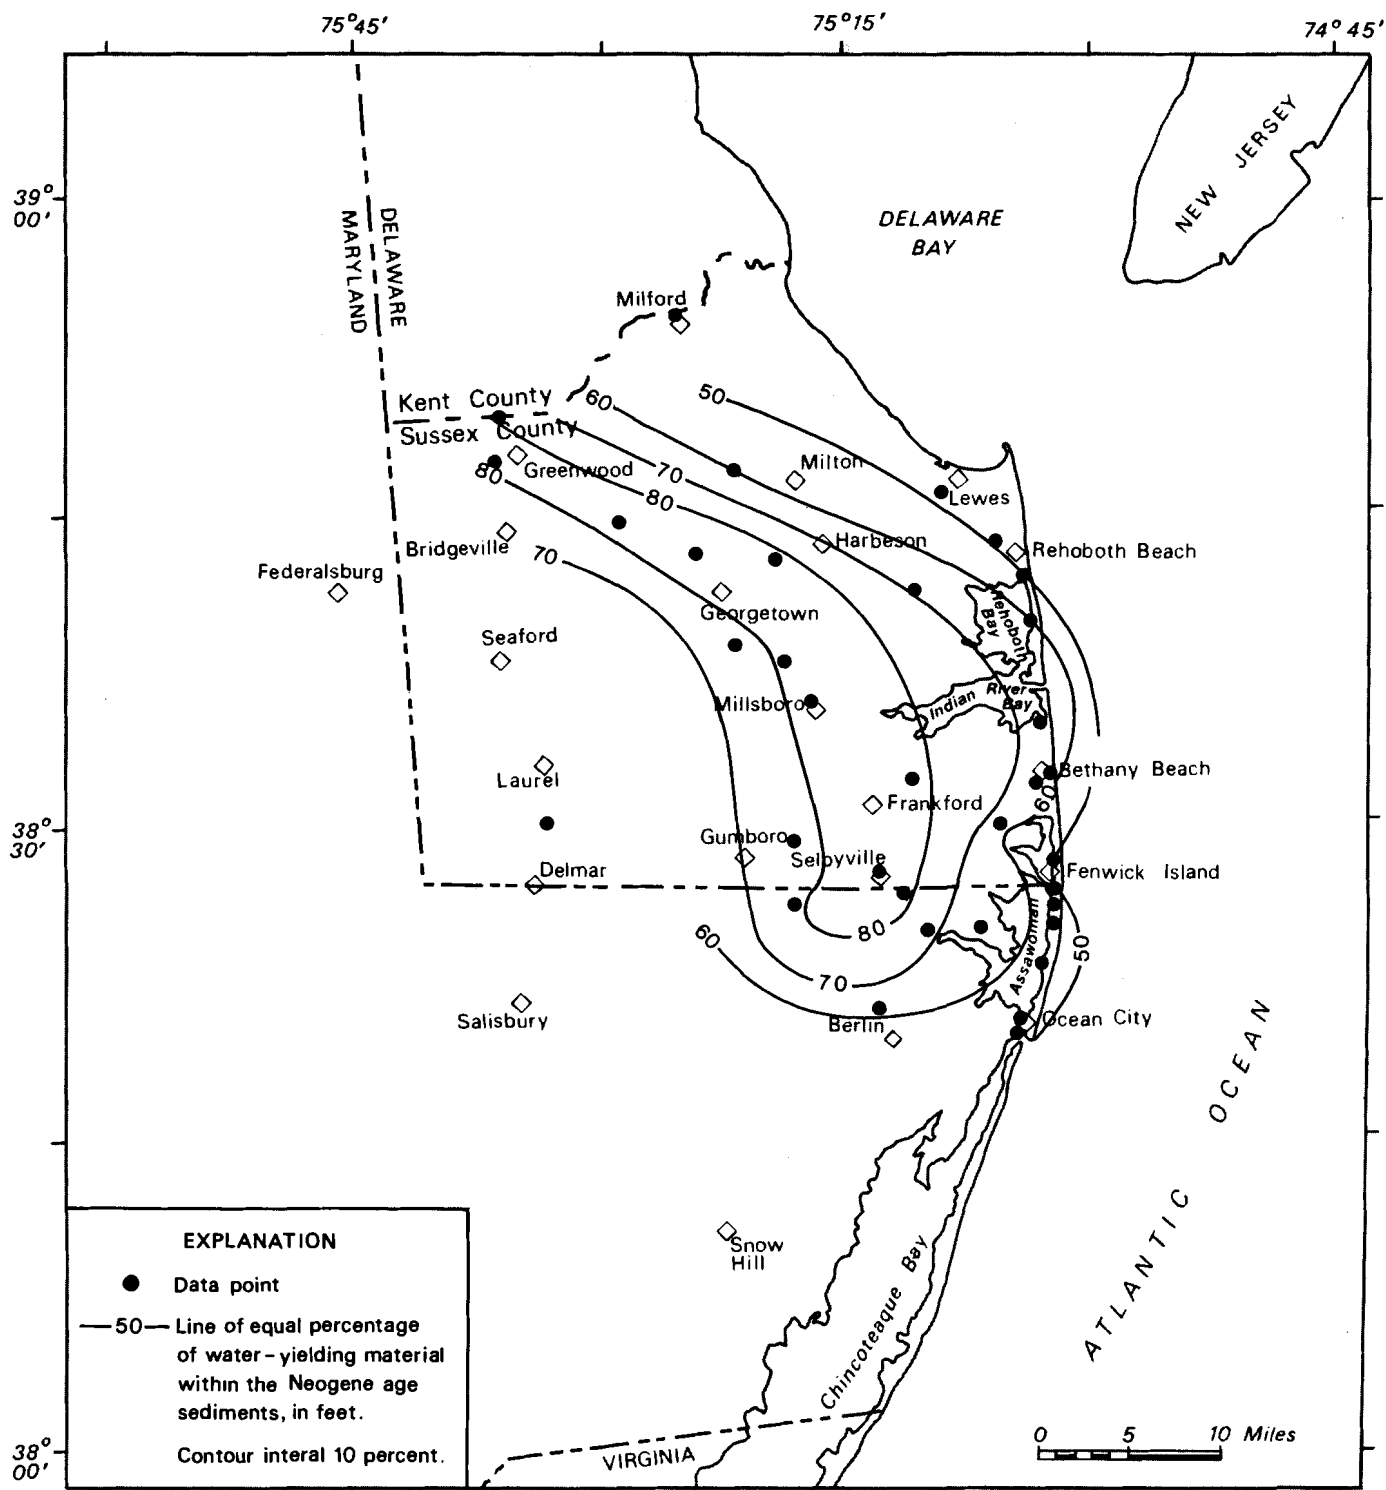 75°45'
75°15'
74°45'
39°
00'
DELAWARE
MARYLAND
DELAWARE
BAY
NEW JERSEY
Milford
Kent County
Sussex County
60
50
Greenwood
80
70
80
Milton
Lewes
Bridgeville
70
Harbeson
Rehoboth Beach
Federalsburg
Georgetown
Rehoboth
Bay
Seaford
Millsboro
Indian River
Bay
Laurel
Bethany Beach
Frankford
60
38°
30'
Gumboro
Selbyville
Delmar
Fenwick Island
80
60
70
Assawoman
50
Salisbury
Berlin
Ocean City
ATLANTIC OCEAN
Snow
Hill
Chincoteaque Bay
VIRGINIA
38°
00'
EXPLANATION
Data point
50
Line of equal percentage
of water-yielding material
within the Neogene age
sediments, in feet.
Contour interal 10 percent.
0 5 10 Miles